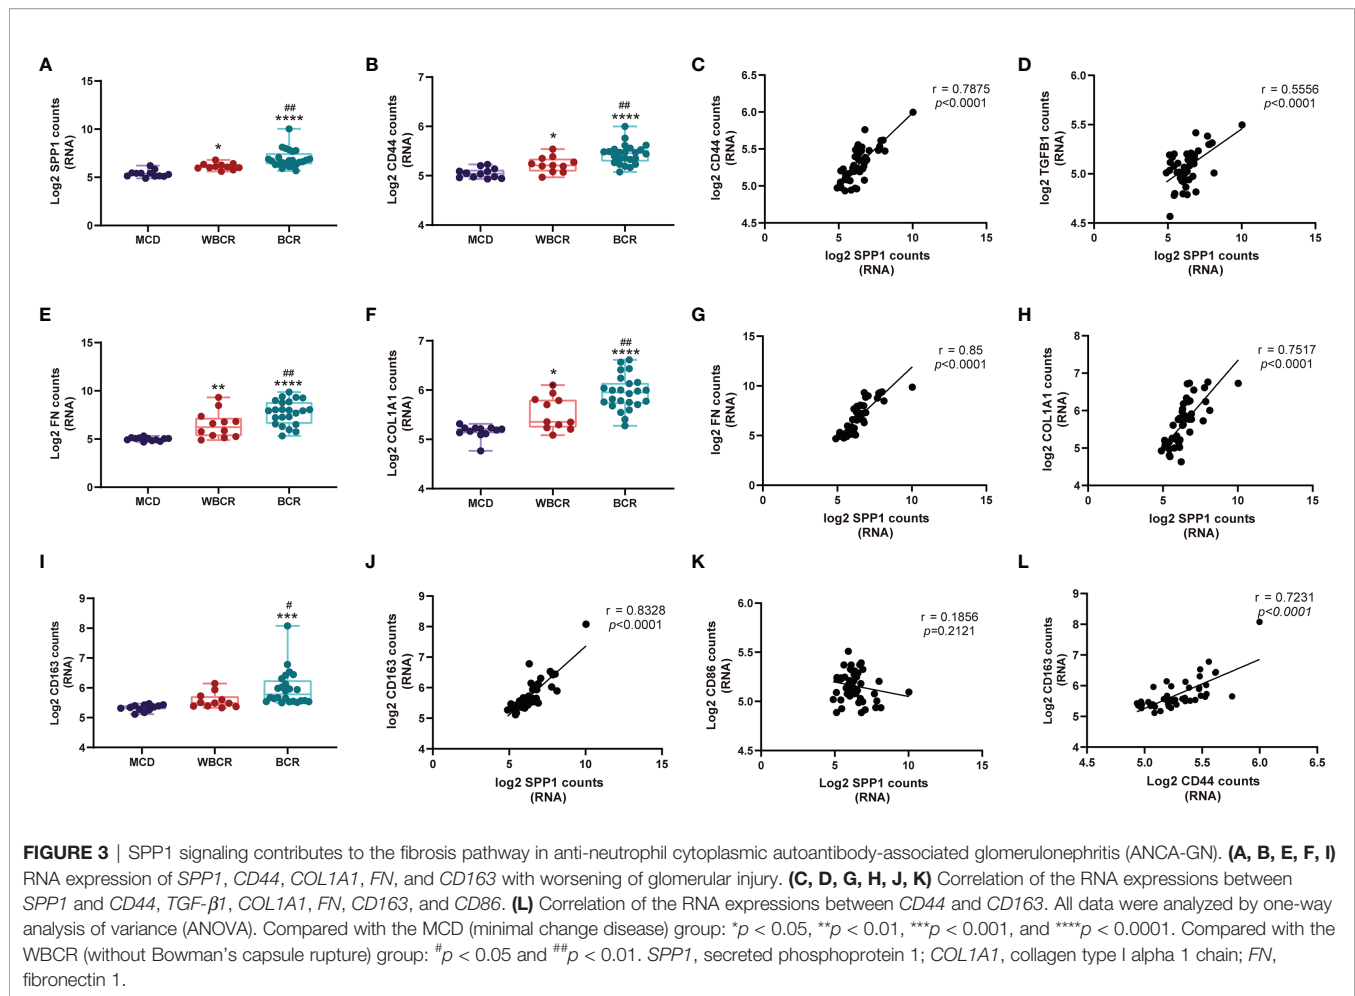 A
Log2 SPP1 counts
(RNA)
15
10
5
0
*
##
****
MCD
WBCR
BCR
B
Log2 CD44 counts
(RNA)
7
6
5
4
*
##
****
MCD
WBCR
BCR
C
log2 CD44 counts
(RNA)
6.5
6.0
5.5
5.0
4.5
r = 0.7875
p<0.0001
0
5
10
15
log2 SPP1 counts
(RNA)
D
log2 TGFB1 counts
(RNA)
6.0
5.5
5.0
4.5
r = 0.5556
p<0.0001
0
5
10
15
log2 SPP1 counts
(RNA)
E
Log2 FN counts
(RNA)
15
10
5
0
**
##
****
MCD
WBCR
BCR
F
Log2 COL1A1 counts
(RNA)
7
6
5
4
*
##
****
MCD
WBCR
BCR
G
log2 FN counts
(RNA)
15
10
5
0
r = 0.85
p<0.0001
0
5
10
15
log2 SPP1 counts
(RNA)
H
log2 COL1A1 counts
(RNA)
8
7
6
5
4
r = 0.7517
p<0.0001
0
5
10
15
log2 SPP1 counts
(RNA)
I
Log2 CD163 counts
(RNA)
9
8
7
6
5
4
#
***
MCD
WBCR
BCR
J
log2 CD163 counts
(RNA)
9
8
7
6
5
4
r = 0.8328
p<0.0001
0
5
10
15
log2 SPP1 counts
(RNA)
K
Log2 CD86 counts
(RNA)
6.0
5.5
5.0
4.5
r = 0.1856
p=0.2121
0
5
10
15
Log2 SPP1 counts
(RNA)
L
Log2 CD163 counts
(RNA)
9
8
7
6
5
4
r = 0.7231
p<0.0001
4.5
5.0
5.5
6.0
6.5
Log2 CD44 counts
(RNA)
FIGURE 3 | SPP1 signaling contributes to the fibrosis pathway in anti-neutrophil cytoplasmic autoantibody-associated glomerulonephritis (ANCA-GN). (A, B, E, F, I)
RNA expression of SPP1, CD44, COL1A1, FN, and CD163 with worsening of glomerular injury. (C, D, G, H, J, K) Correlation of the RNA expressions between
SPP1 and CD44, TGF-β1, COL1A1, FN, CD163, and CD86. (L) Correlation of the RNA expressions between CD44 and CD163. All data were analyzed by one-way
analysis of variance (ANOVA). Compared with the MCD (minimal change disease) group: *p < 0.05, **p < 0.01, ***p < 0.001, and ****p < 0.0001. Compared with the
WBCR (without Bowman's capsule rupture) group: #p < 0.05 and ##p < 0.01. SPP1, secreted phosphoprotein 1; COL1A1, collagen type I alpha 1 chain; FN,
fibronectin 1.